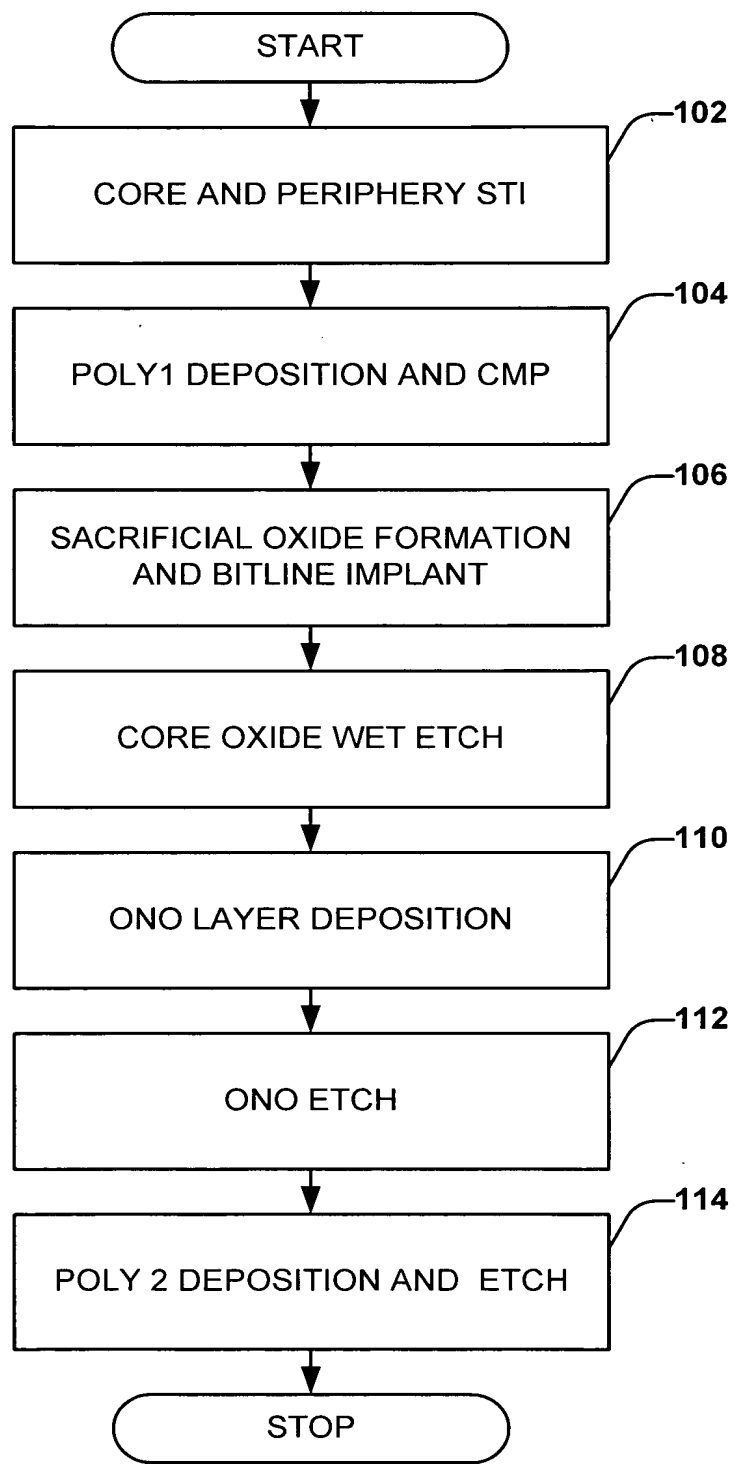 START
102
CORE AND PERIPHERY STI
104
POLY1 DEPOSITION AND CMP
106
SACRIFICIAL OXIDE FORMATION
AND BITLINE IMPLANT
108
CORE OXIDE WET ETCH
110
ONO LAYER DEPOSITION
112
ONO ETCH
114
POLY 2 DEPOSITION AND ETCH
STOP